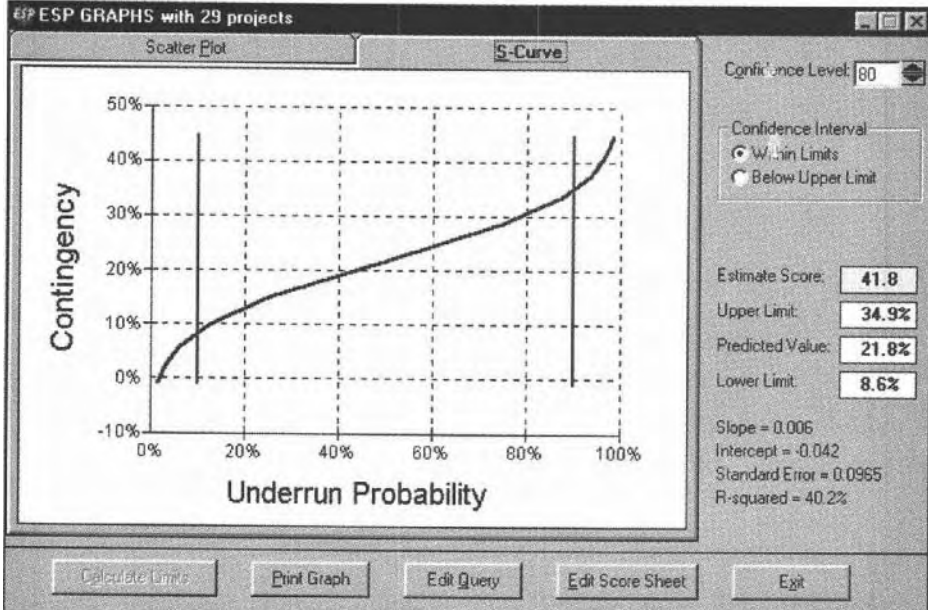 ESP ESP GRAPHS with 29 projects
Scatter Plot
S-Curve
Contingency
50%
40%
30%
20%
10%
0%
-10%
0% 20% 40% 60% 80% 100%
Underrun Probability
Confidence Level: 80
Confidence Interval
Within Limits
Below Upper Limit
Estimate Score: 41.8
Upper Limit: 34.9%
Predicted Value: 21.8%
Lower Limit: 8.6%
Slope = 0.006
Intercept = -0.042
Standard Error = 0.0965
R-squared = 40.2%
Calculate Limits
Print Graph
Edit Query
Edit Score Sheet
Exit